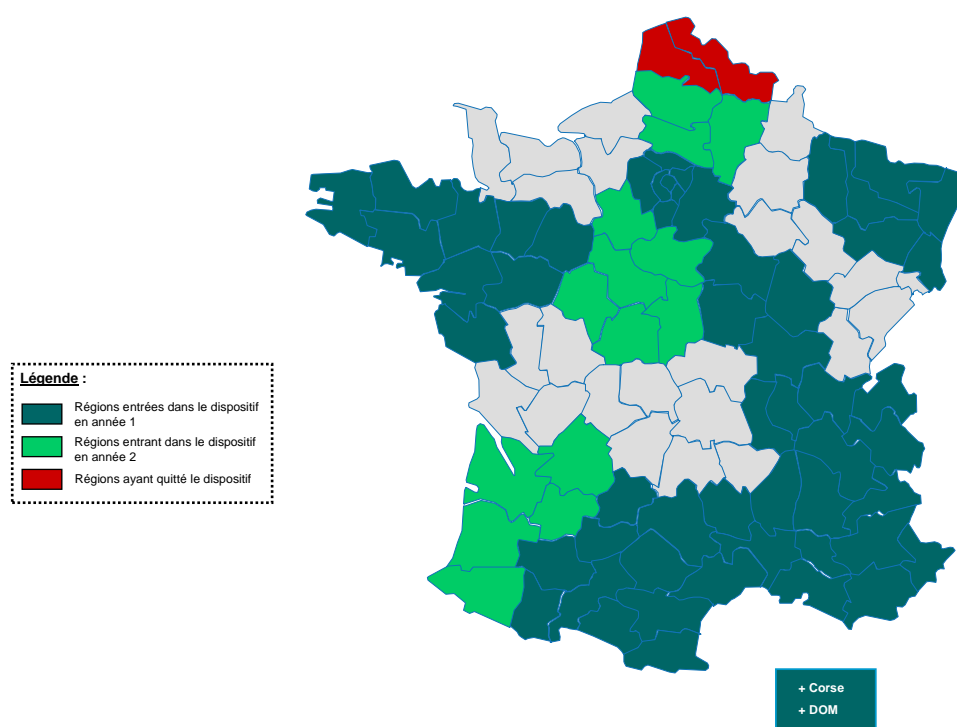 Légende :
Régions entrées dans le dispositif
en année 1
Régions entrant dans le dispositif
en année 2
Régions ayant quitté le dispositif
+ Corse
+ DOM